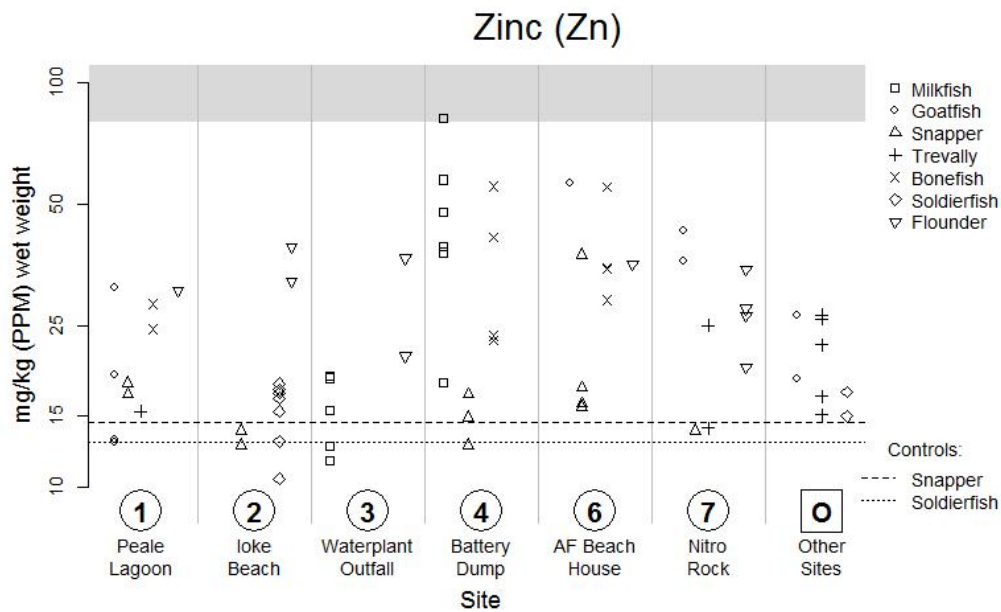 Zinc (Zn)
mg/kg (PPM) wet weight
100
50
25
15
10
Milkfish
Goatfish
Snapper
Trevally
Bonefish
Soldierfish
Flounder
Controls:
Snapper
Soldierfish
1 2 3 4 6 7 O
Peale Ioke Waterplant Battery AF Beach Nitro Other
Lagoon Beach Outfall Dump House Rock Sites
Site